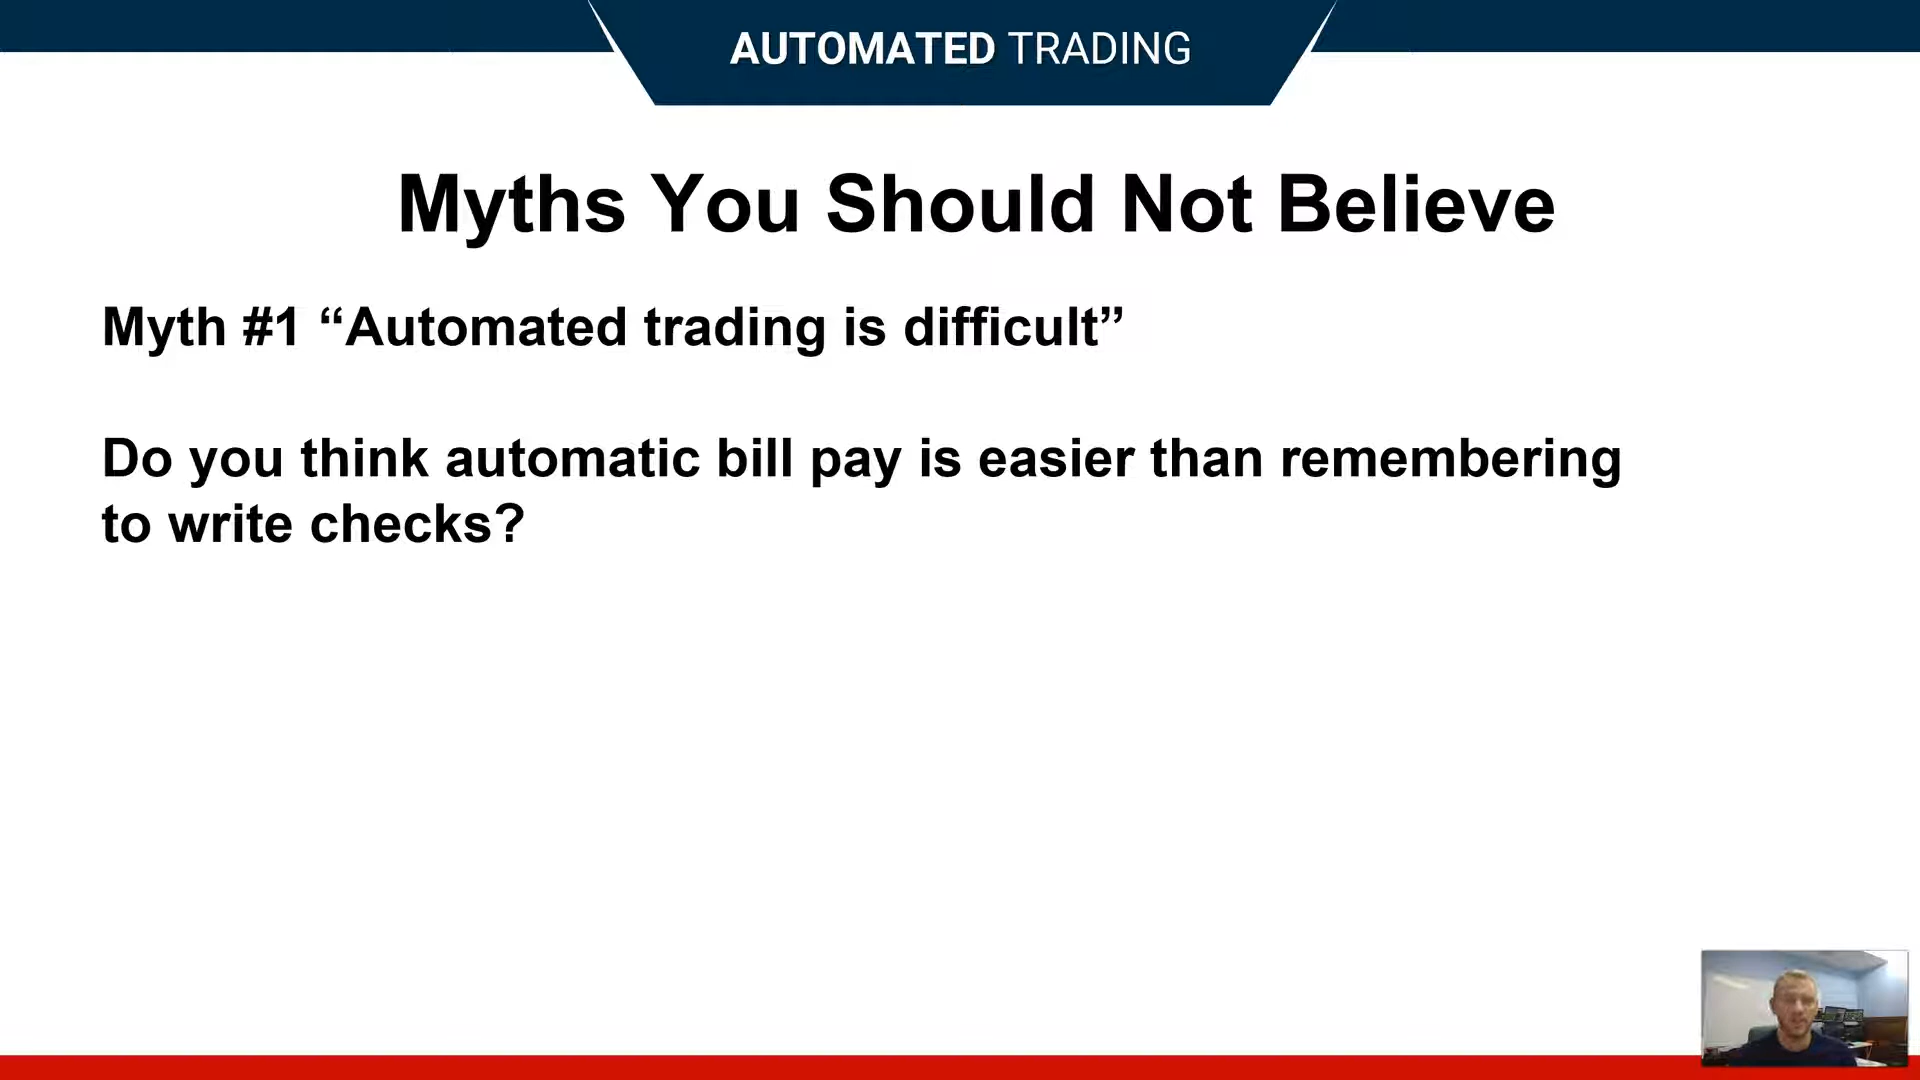 AUTOMATED TRADING
Myths You Should Not Believe
Myth #1 “Automated trading is difficult”
Do you think automatic bill pay is easier than remembering
to write checks?